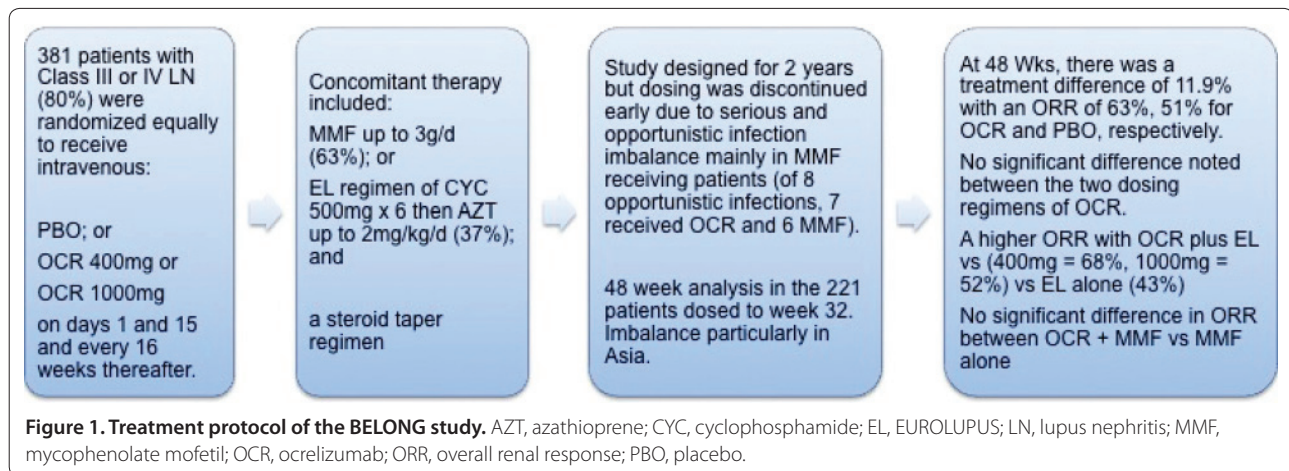 381 patients with
Class III or IV LN
(80%) were
randomized equally
to receive
intravenous:
PBO; or
OCR 400mg or
OCR 1000mg
on days 1 and 15
and every 16
weeks thereafter.
Concomitant therapy
included:
MMF up to 3g/d
(63%); or
EL regimen of CYC
500mg x 6 then AZT
up to 2mg/kg/d (37%);
and
a steroid taper
regimen
Study designed for 2 years
but dosing was discontinued
early due to serious and
opportunistic infection
imbalance mainly in MMF
receiving patients (of 8
opportunistic infections, 7
received OCR and 6 MMF).
48 week analysis in the 221
patients dosed to week 32.
Imbalance particularly in
Asia.
At 48 Wks, there was a
treatment difference of 11.9%
with an ORR of 63%, 51% for
OCR and PBO, respectively.
No significant difference noted
between the two dosing
regimens of OCR.
A higher ORR with OCR plus EL
vs (400mg = 68%, 1000mg =
52%) vs EL alone (43%)
No significant difference in ORR
between OCR + MMF vs MMF
alone
Figure 1. Treatment protocol of the BELONG study. AZT, azathioprene; CYC, cyclophosphamide; EL, EUROLUPUS; LN, lupus nephritis; MMF,
mycophenolate mofetil; OCR, ocrelizumab; ORR, overall renal response; PBO, placebo.